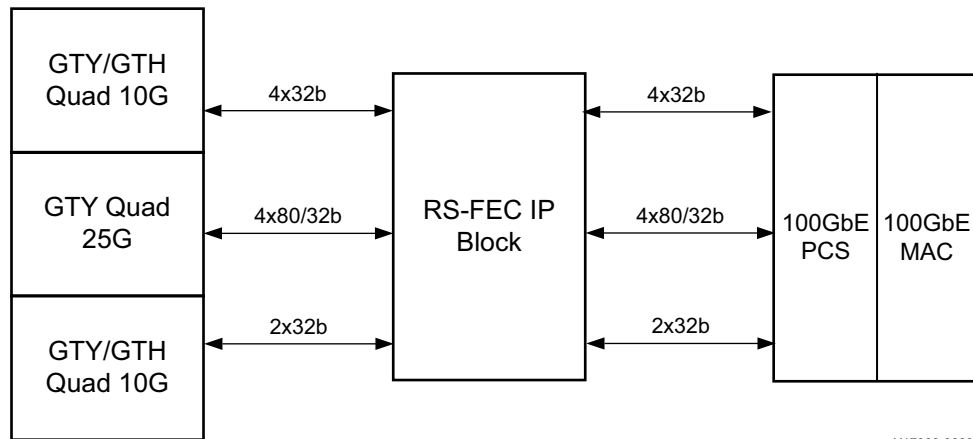 GTY/GTH
Quad 10G
4x32b
4x32b
GTY Quad
25G
4x80/32b
RS-FEC IP
Block
4x80/32b
100GbE
PCS
100GbE
MAC
2x32b
2x32b
GTY/GTH
Quad 10G